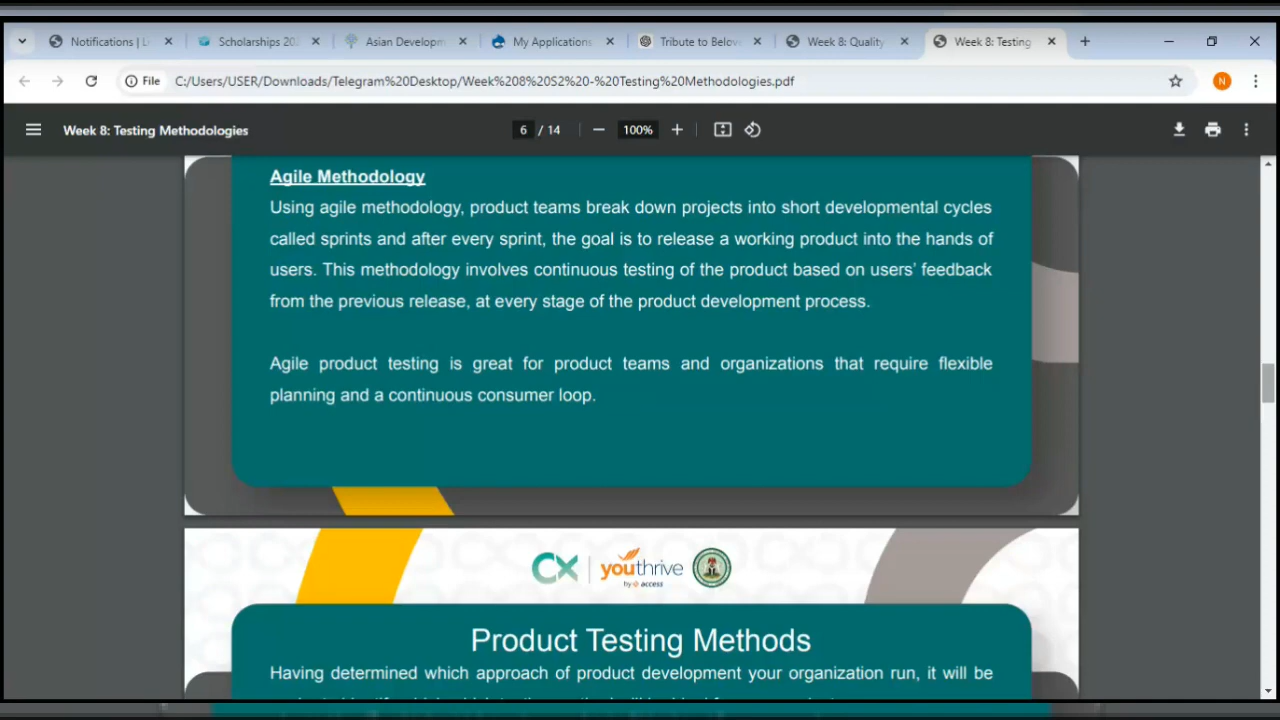 Notifications | L
Scholarships 202
Asian Developm
My Applications
Tribute to Belov
Week 8: Quality
Week 8: Testing
File
C:/Users/USER/Downloads/Telegram%20Desktop/Week%208%20S2%20-%20Testing%20Methodologies.pdf
N
Week 8: Testing Methodologies
6 / 14
100%
Agile Methodology
Using agile methodology, product teams break down projects into short developmental cycles
called sprints and after every sprint, the goal is to release a working product into the hands of
users. This methodology involves continuous testing of the product based on users' feedback
from the previous release, at every stage of the product development process.
Agile product testing is great for product teams and organizations that require flexible
planning and a continuous consumer loop.
CX
youthrive
by access
Product Testing Methods
Having determined which approach of product development your organization run, it will be